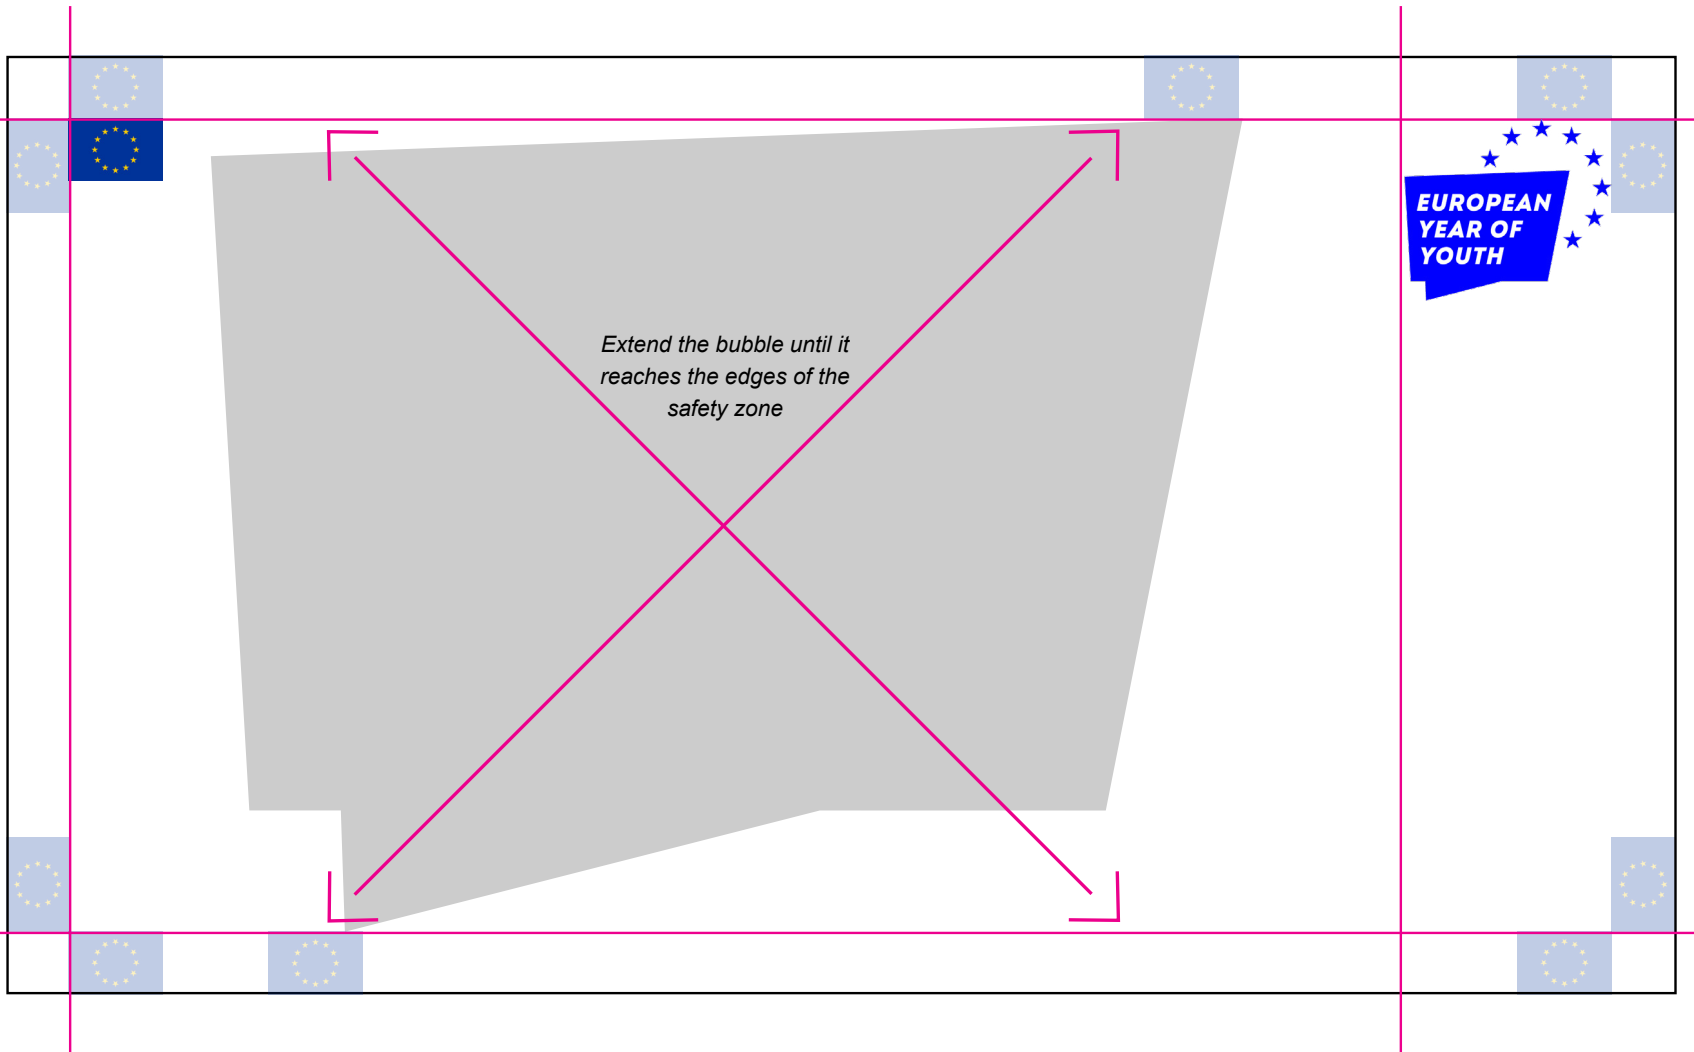 Extend the bubble until it
reaches the edges of the
safety zone
EUROPEAN
YEAR OF
YOUTH